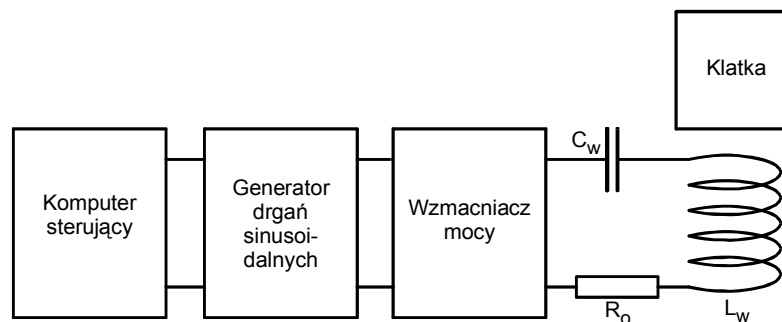 Klatka
Komputer
sterujący
Generator
drgań
sinusoi-
dalnych
Wzmacniacz
mocy
C_w
R_o
L_w